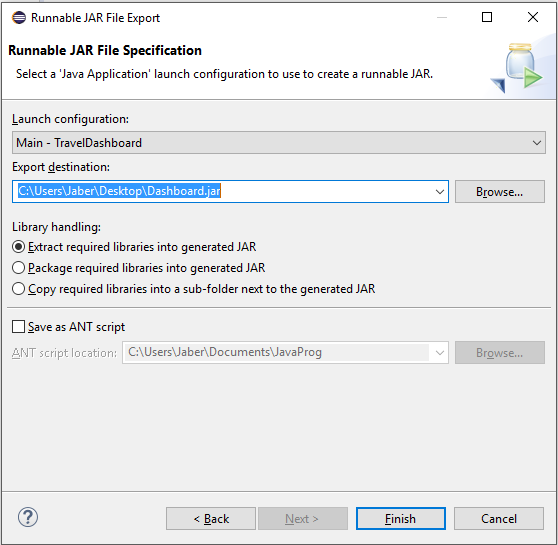 Runnable JAR File Export
Runnable JAR File Specification
Select a 'Java Application' launch configuration to use to create a runnable JAR.
Launch configuration:
Main - TravelDashboard
Export destination:
C:\Users\Jaber\Desktop\Dashboard.jar
Browse...
Library handling:
Extract required libraries into generated JAR
Package required libraries into generated JAR
Copy required libraries into a sub-folder next to the generated JAR
Save as ANT script
ANT script location:
C:\Users\Jaber\Documents\JavaProg
Browse...
?
< Back
Next >
Finish
Cancel